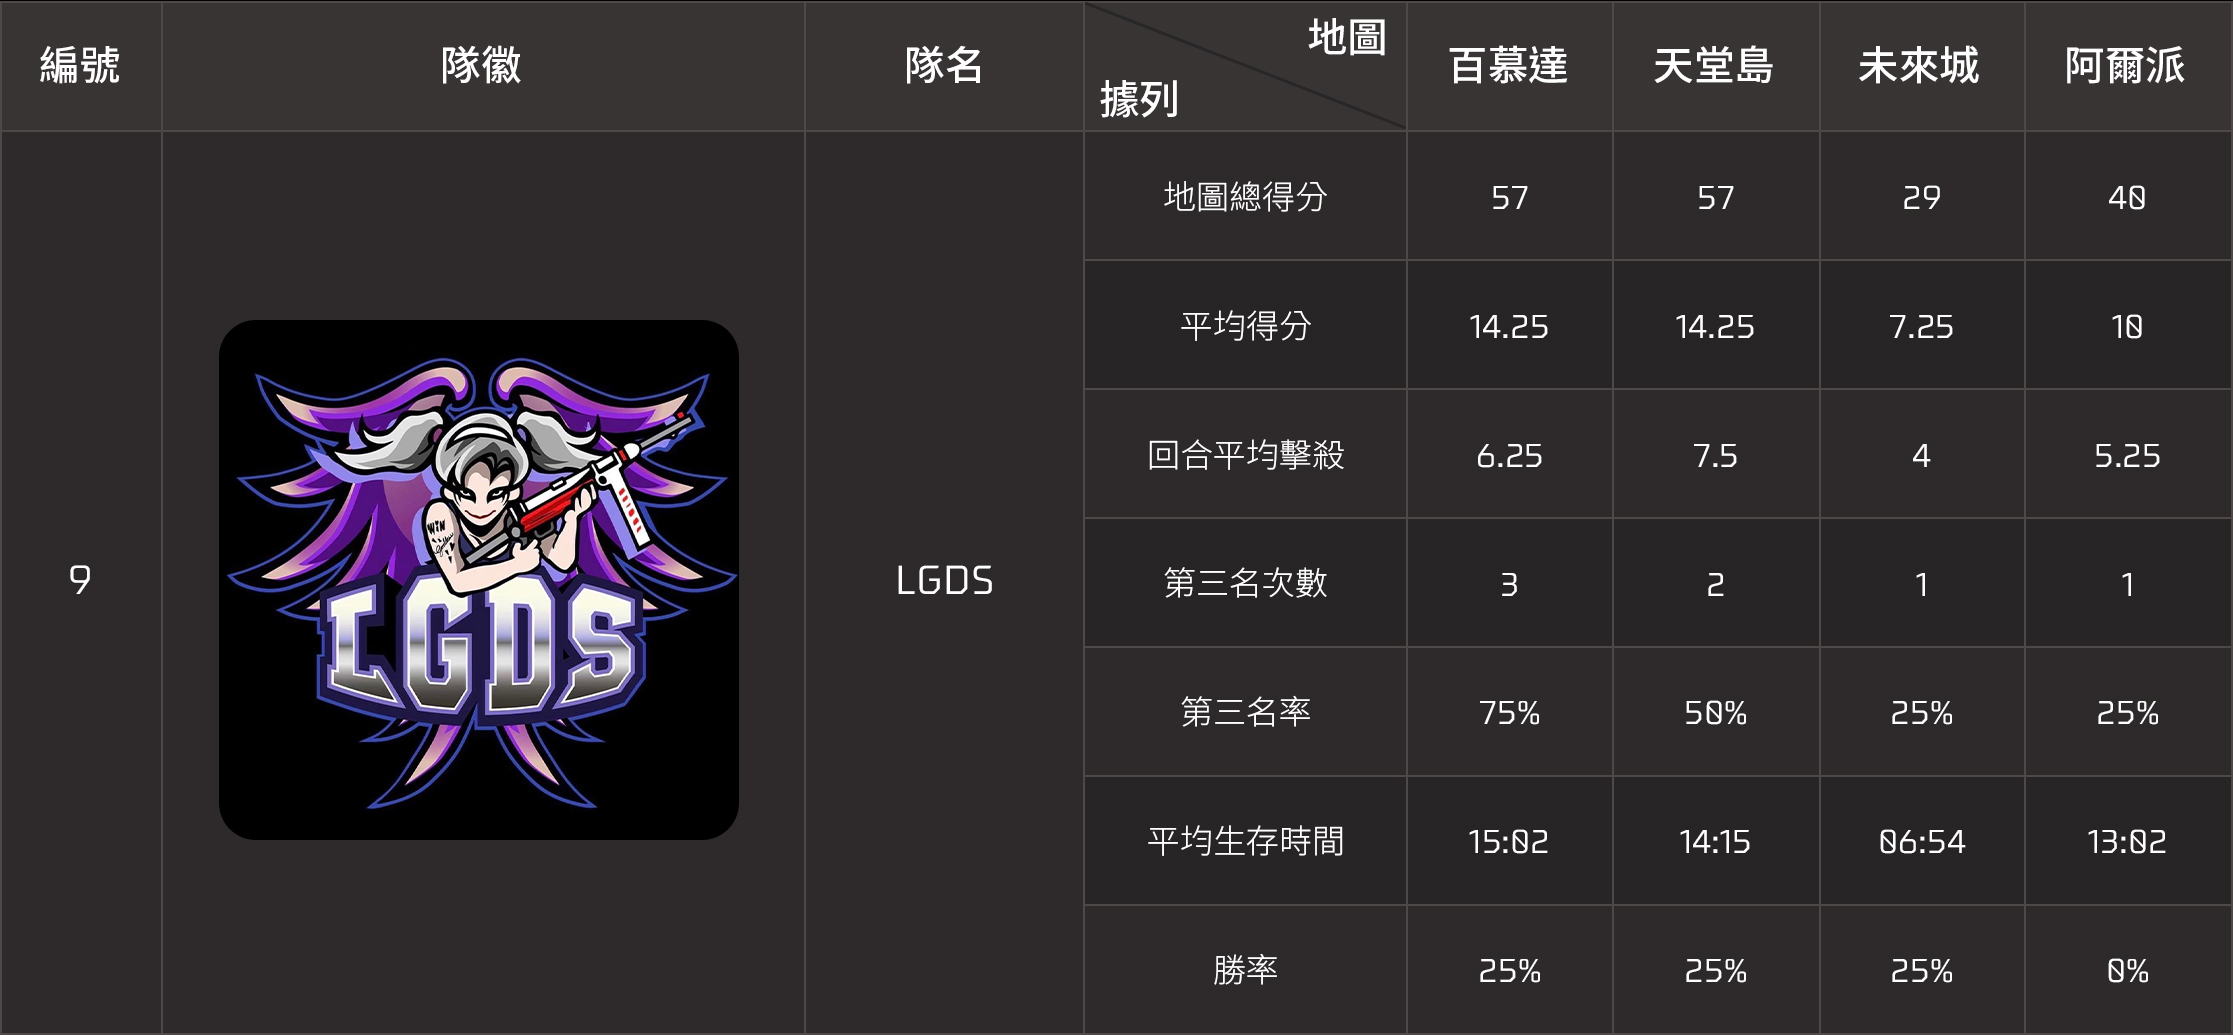 編號 隊徽 隊名 地圖 據列 百慕達 天堂島 未來城 阿爾派
地圖總得分 57 57 29 40
平均得分 14.25 14.25 7.25 10
回合平均擊殺 6.25 7.5 4 5.25
WIN
9 LGDS LGDS 第三名次數 3 2 1 1
第三名率 75% 50% 25% 25%
平均生存時間 15:02 14:15 06:54 13:02
勝率 25% 25% 25% 0%